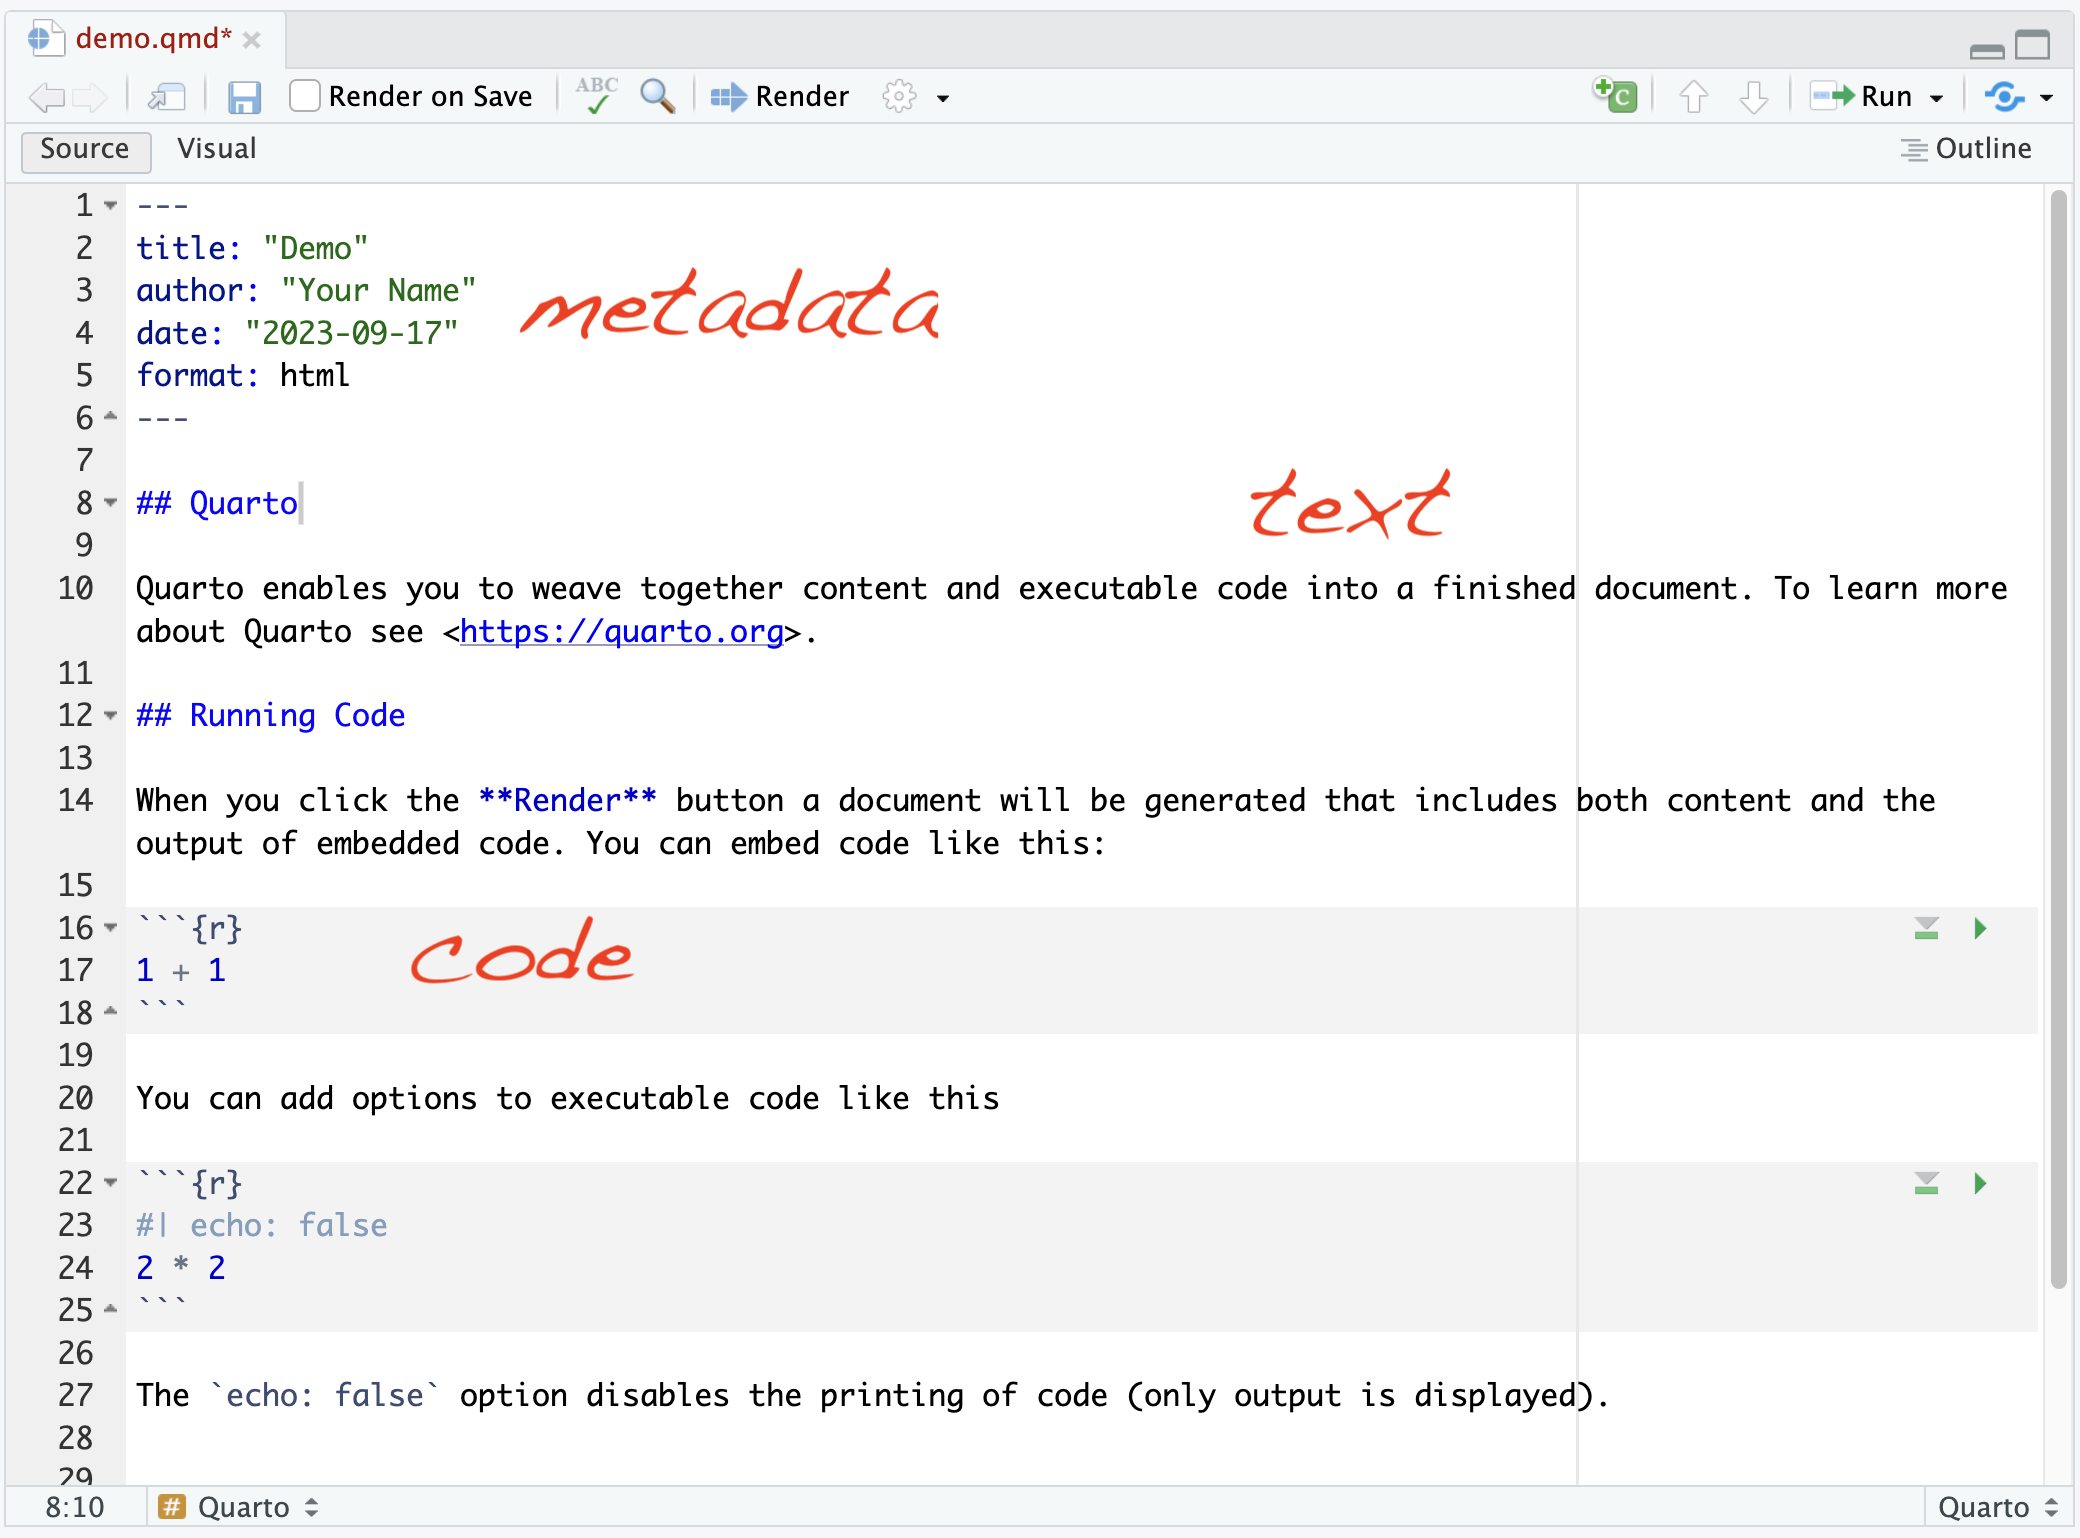 demo.qmd*
Render on Save ABC Render Run
Source Visual Outline
1 ---
2 title: "Demo"
3 author: "Your Name"
metadata
4 date: "2023-09-17"
5 format: html
6 ---
7
text
8 ## Quarto
9
10 Quarto enables you to weave together content and executable code into a finished document. To learn more
about Quarto see <https://quarto.org>.
11
12 ## Running Code
13
14 When you click the **Render** button a document will be generated that includes both content and the
output of embedded code. You can embed code like this:
15
16 ```{r}
code
17 1 + 1
18 ```
19
20 You can add options to executable code like this
21
22 ```{r}
23 #| echo: false
24 2 * 2
25 ```
26
27 The `echo: false` option disables the printing of code (only output is displayed).
28
29
8:10 # Quarto Quarto